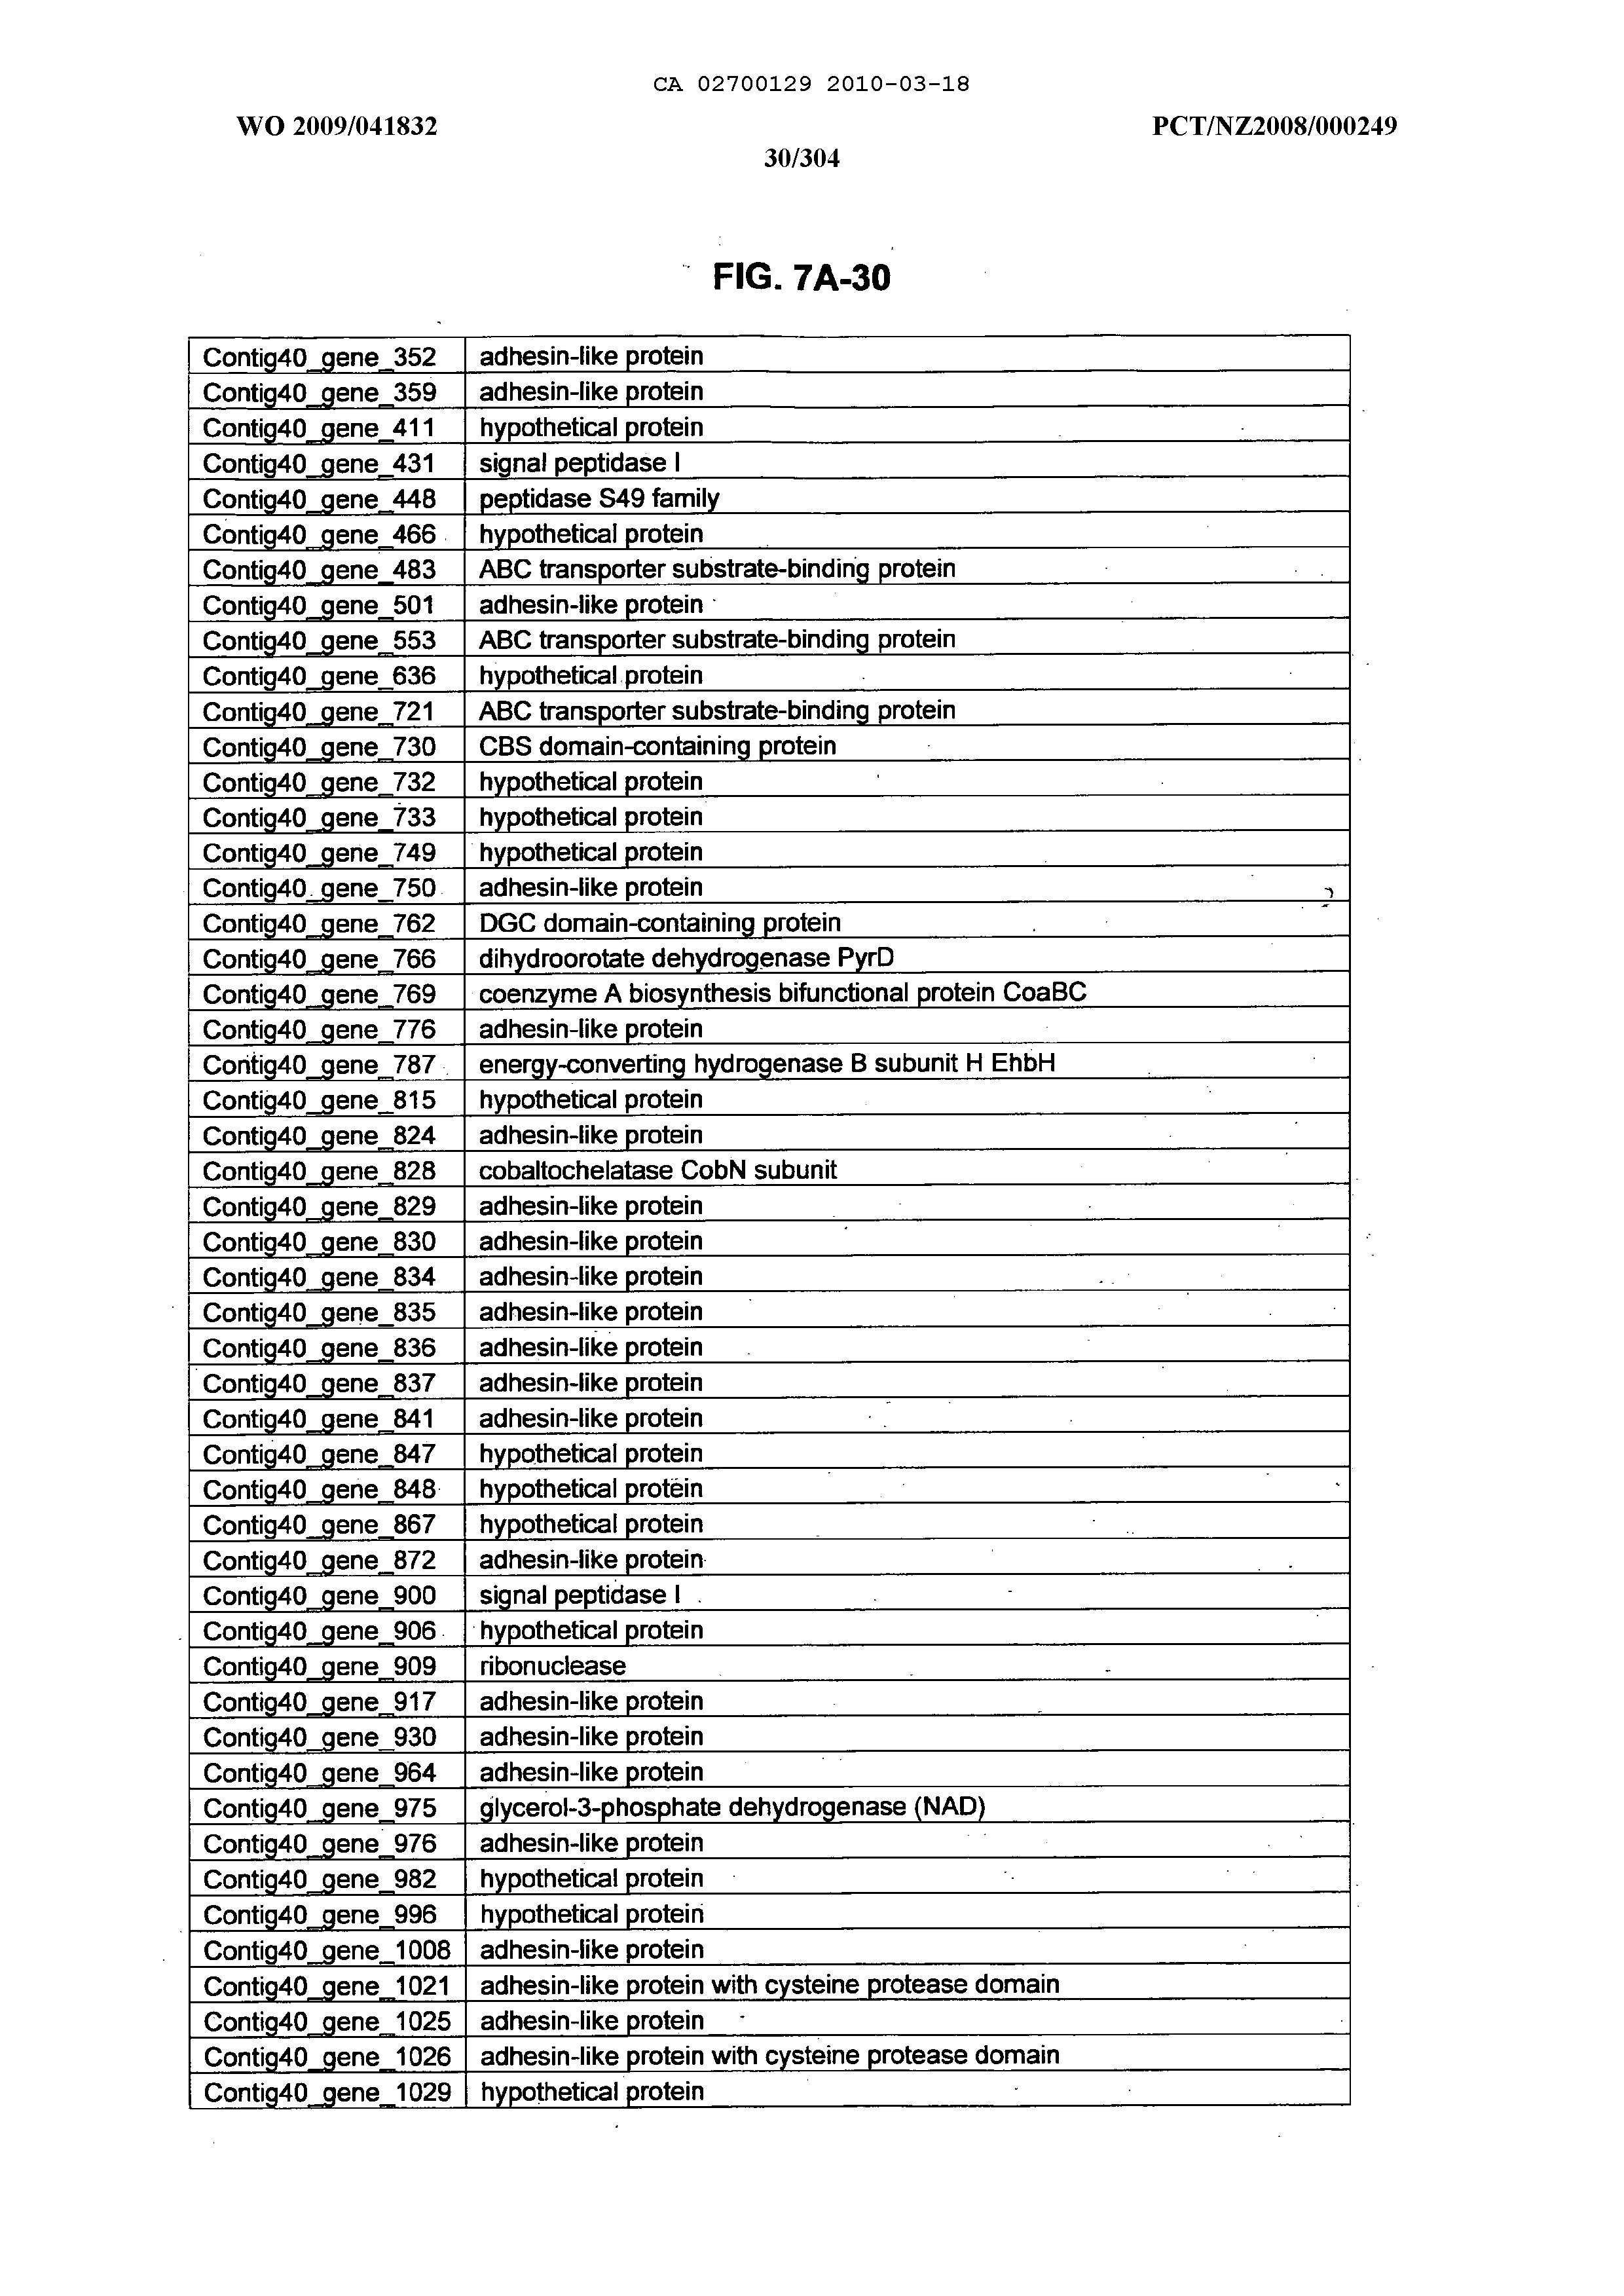 CA 02700129 2010-03-18
WO 2009/041832 PCT/NZ2008/000249
30/304
FIG. 7A-30
Contig40_gene_352 adhesin-like protein
Contig40_gene_359 adhesin-like protein
Contig40_gene_411 hypothetical protein
Contig40_gene_431 signal peptidase I
Contig40_gene_448 peptidase S49 family
Contig40_gene_466 hypothetical protein
Contig40_gene_483 ABC transporter substrate-binding protein
Contig40_gene_501 adhesin-like protein
Contig40_gene_553 ABC transporter substrate-binding protein
Contig40_gene_636 hypothetical protein
Contig40_gene_721 ABC transporter substrate-binding protein
Contig40_gene_730 CBS domain-containing protein
Contig40_gene_732 hypothetical protein
Contig40_gene_733 hypothetical protein
Contig40_gene_749 hypothetical protein
Contig40_gene_750 adhesin-like protein
Contig40_gene_762 DGC domain-containing protein
Contig40_gene_766 dihydroorotate dehydrogenase PyrD
Contig40_gene_769 coenzyme A biosynthesis bifunctional protein CoaBC
Contig40_gene_776 adhesin-like protein
Contig40_gene_787 energy-converting hydrogenase B subunit H EhbH
Contig40_gene_815 hypothetical protein
Contig40_gene_824 adhesin-like protein
Contig40_gene_828 cobaltochelatase CobN subunit
Contig40_gene_829 adhesin-like protein
Contig40_gene_830 adhesin-like protein
Contig40_gene_834 adhesin-like protein
Contig40_gene_835 adhesin-like protein
Contig40_gene_836 adhesin-like protein
Contig40_gene_837 adhesin-like protein
Contig40_gene_841 adhesin-like protein
Contig40_gene_847 hypothetical protein
Contig40_gene_848 hypothetical protein
Contig40_gene_867 hypothetical protein
Contig40_gene_872 adhesin-like protein
Contig40_gene_900 signal peptidase I
Contig40_gene_906 hypothetical protein
Contig40_gene_909 ribonuclease
Contig40_gene_917 adhesin-like protein
Contig40_gene_930 adhesin-like protein
Contig40_gene_964 adhesin-like protein
Contig40_gene_975 glycerol-3-phosphate dehydrogenase (NAD)
Contig40_gene_976 adhesin-like protein
Contig40_gene_982 hypothetical protein
Contig40_gene_996 hypothetical protein
Contig40_gene_1008 adhesin-like protein
Contig40_gene_1021 adhesin-like protein with cysteine protease domain
Contig40_gene_1025 adhesin-like protein
Contig40_gene_1026 adhesin-like protein with cysteine protease domain
Contig40_gene_1029 hypothetical protein